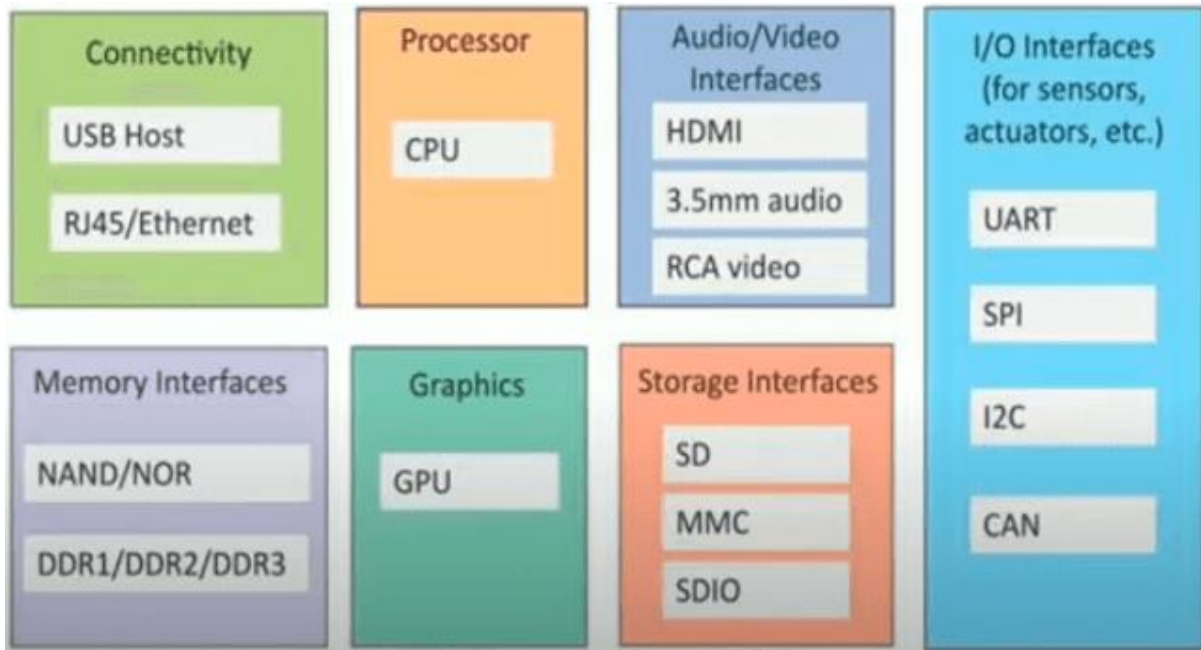 Connectivity
USB Host
RJ45/Ethernet
Processor
CPU
Audio/Video
Interfaces
HDMI
3.5mm audio
RCA video
I/O Interfaces
(for sensors,
actuators, etc.)
UART
SPI
I2C
CAN
Memory Interfaces
NAND/NOR
DDR1/DDR2/DDR3
Graphics
GPU
Storage Interfaces
SD
MMC
SDIO